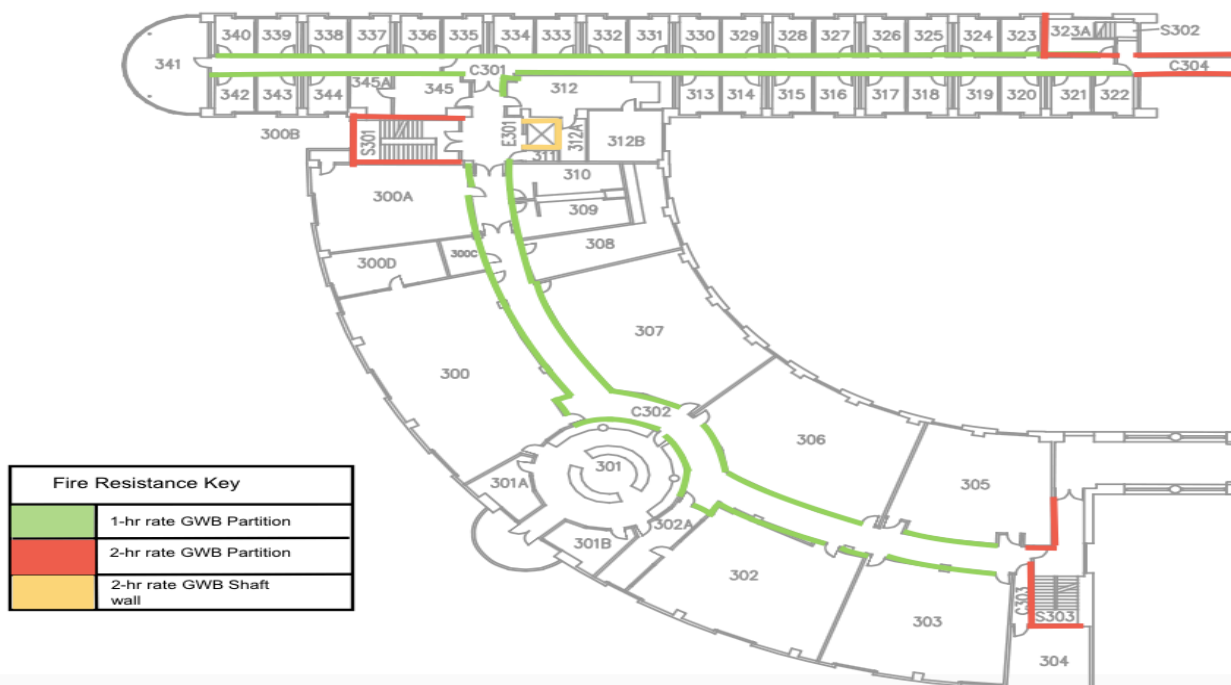 340 339 338 337 336 335 334 333 332 331 330 329 328 327 326 325 324 323 323A S302
341 C301 C304
342 343 344 345A 345 312 313 314 315 316 317 318 319 320 321 322
300B S301 E301 312A 312B
311
300A 310
309
300C 308
300D
307
300
C302
306
301
301A 305
302A
301B
302
C303
S303
303
304
Fire Resistance Key
1-hr rate GWB Partition
2-hr rate GWB Partition
2-hr rate GWB Shaft
wall